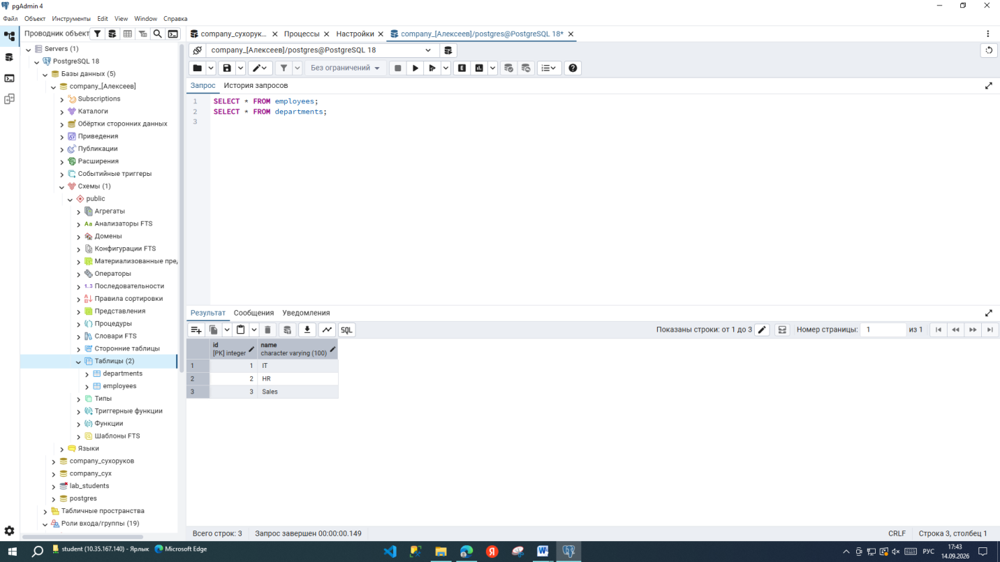 pgAdmin 4
Файл Объект Инструменты Edit View Window Справка
Проводник объект
company_сухорук... Процессы Настройки company_[Алексеев]/postgres@PostgreSQL 18*
Servers (1)
PostgreSQL 18
Базы данных (5)
company_[Алексеев]
Subscriptions
Каталоги
Обёртки сторонних данных
Приведения
Публикации
Расширения
Событийные триггеры
Схемы (1)
public
Агрегаты
Анализаторы FTS
Домены
Конфигурации FTS
Материализованные пред
Операторы
1..3 Последовательности
Правила сортировки
Представления
Процедуры
Словари FTS
Сторонние таблицы
Таблицы (2)
departments
employees
Типы
Триггерные функции
Функции
Шаблоны FTS
Языки
company_сухоруков
company_сух
lab_students
postgres
Табличные пространства
Роли входа/группы (19)
company_[Алексеев]/postgres@PostgreSQL 18
Без ограничений
Запрос История запросов
1 SELECT * FROM employees;
2 SELECT * FROM departments;
3
Результат Сообщения Уведомления
SQL
Показаны строки: от 1 до 3 Номер страницы: 1 из 1
id name
[PK] integer character varying (100)
1 1 IT
2 2 HR
3 3 Sales
Всего строк: 3 Запрос завершен 00:00:00.149 CRLF Строка 3, столбец 1
student (10.35.167.140) - Ярлык Microsoft Edge
РУС
17:43
14.09.2026